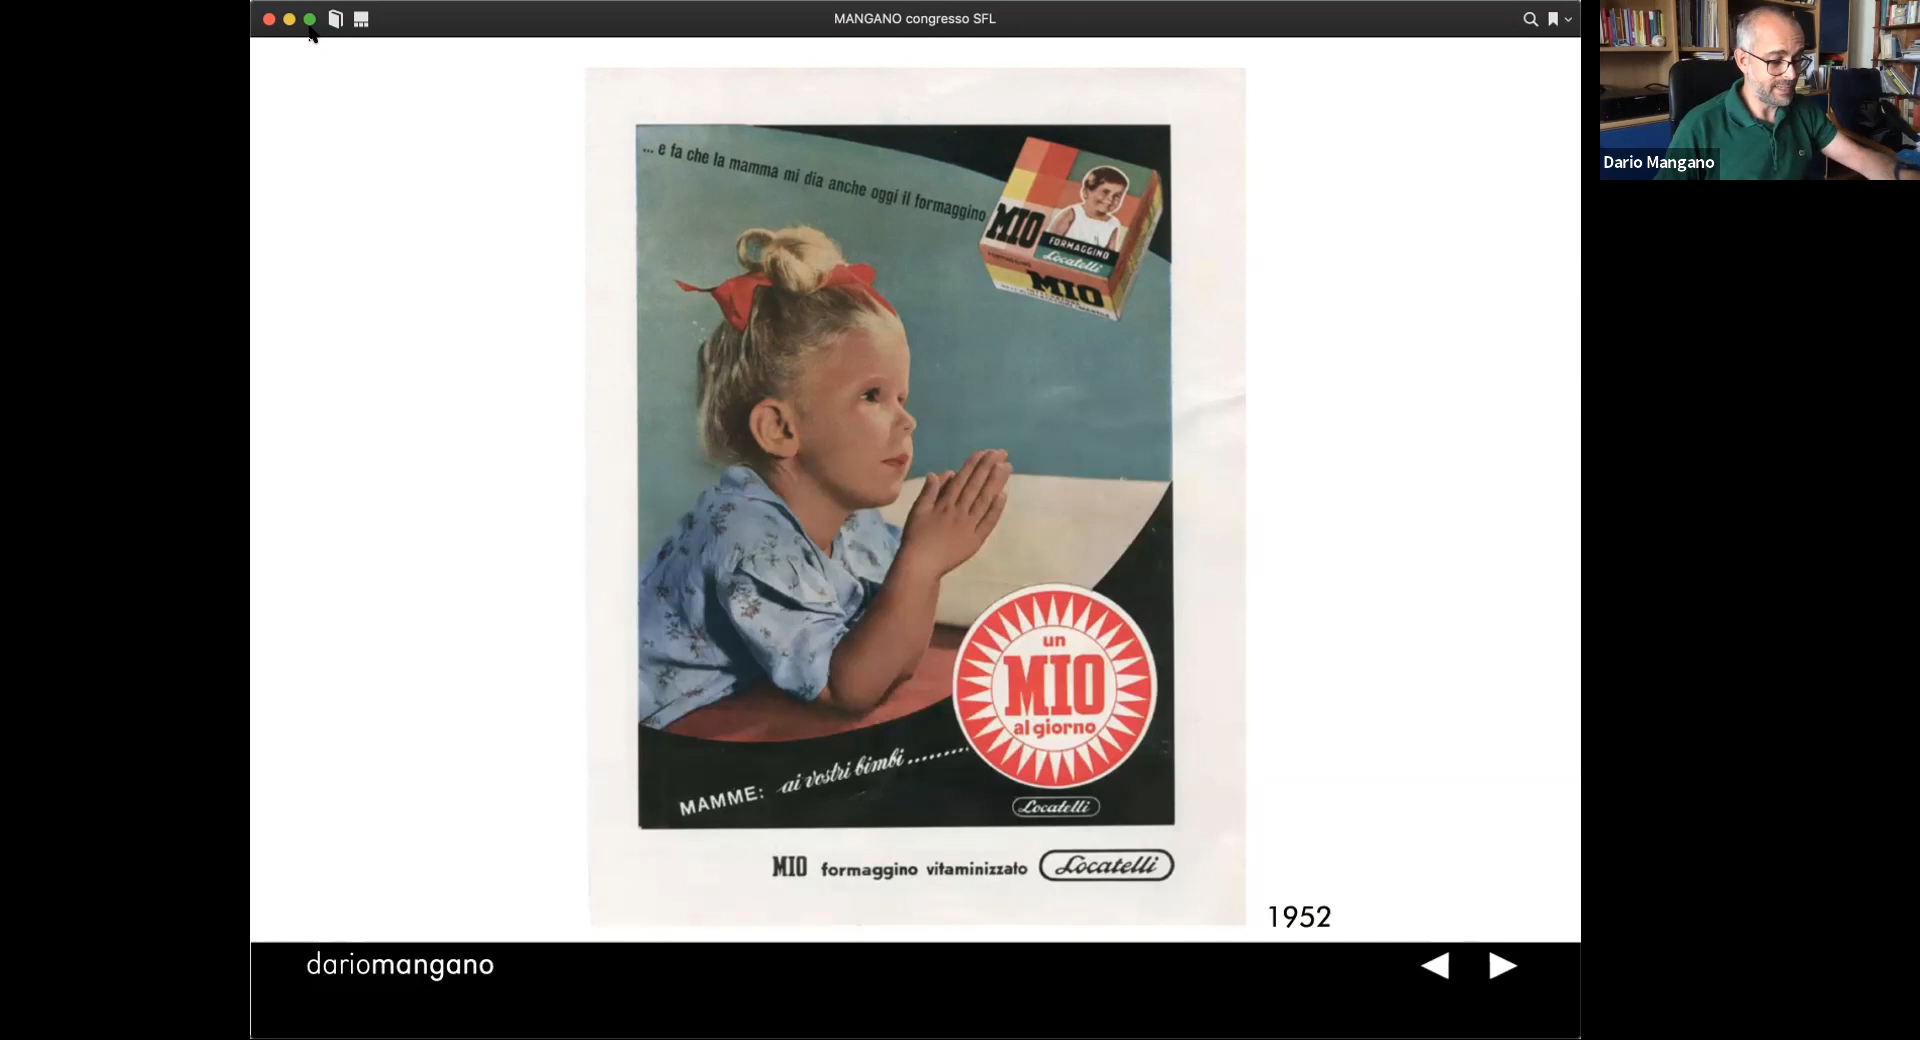 MANGANO congresso SFL
... e fa che la mamma mi dia anche oggi il formaggino
MIO
FORMAGGINO
Locatelli
MIO
un
MIO
al giorno
MAMME: ai vostri bimbi ........
Locatelli
MIO formaggino vitaminizzato Locatelli
1952
dariomangano
Dario Mangano